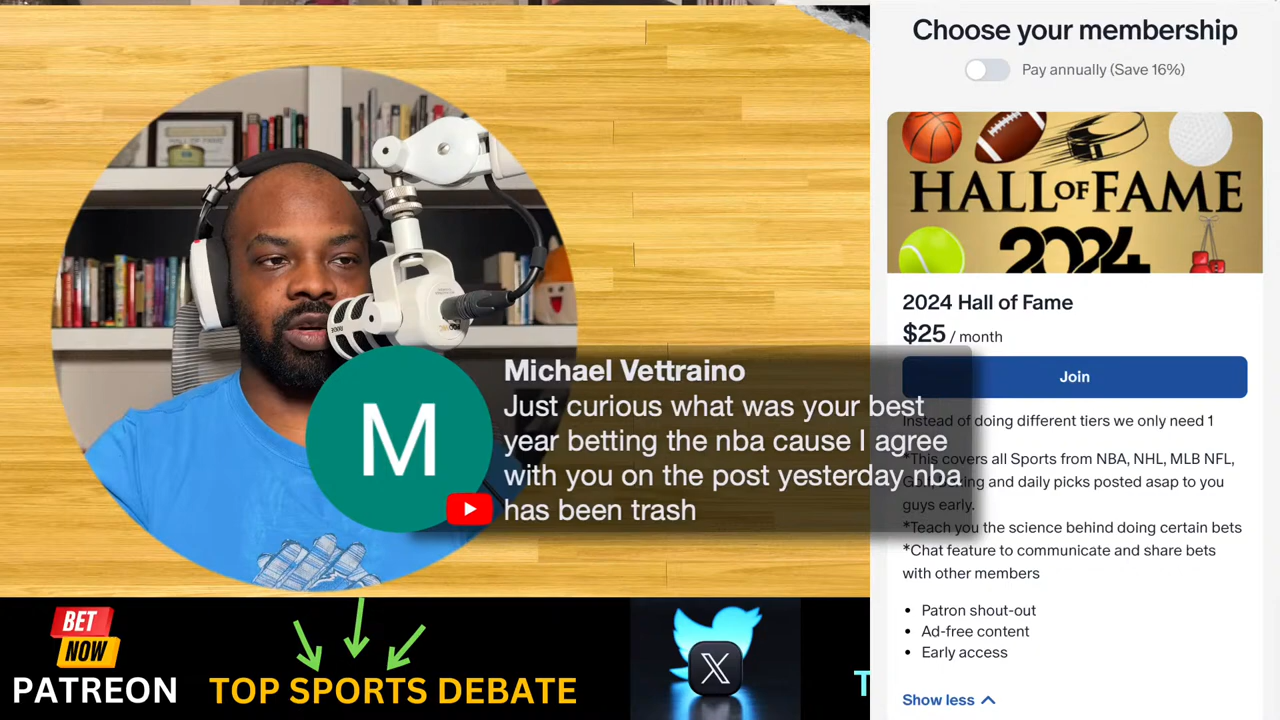 Choose your membership
Pay annually (Save 16%)
HALL OF FAME
2024
2024 Hall of Fame
$25 / month
Join
Instead of doing different tiers we only need 1
*This covers all Sports from NBA, NHL, MLB NFL,
and daily picks posted asap to you
guys early.
*Teach you the science behind doing certain bets
*Chat feature to communicate and share bets
with other members
• Patron shout-out
• Ad-free content
• Early access
Show less
M
Michael Vettraino
Just curious what was your best
year betting the nba cause I agree
with you on the post yesterday nba
has been trash
RODE
BET
NOW
PATREON
TOP SPORTS DEBATE
X
T